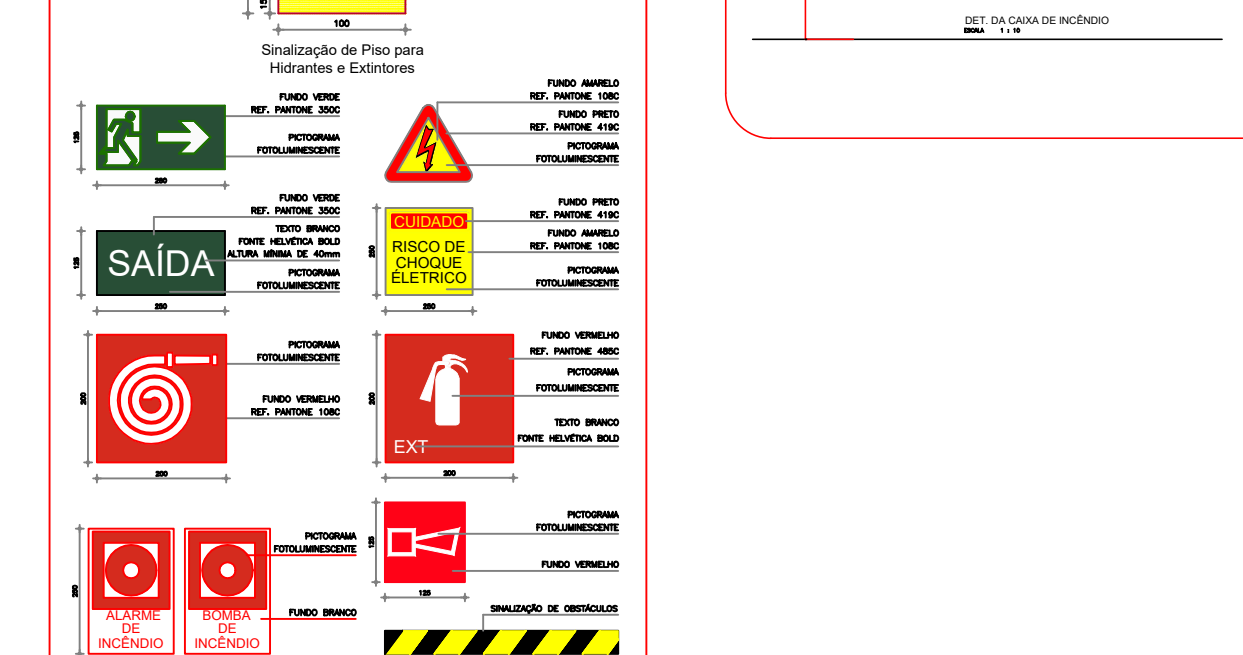 15
100
Sinalização de Piso para
Hidrantes e Extintores
DET. DA CAIXA DE INCÊNDIO
ESCALA 1 : 10
FUNDO VERDE
REF. PANTONE 350C
PICTOGRAMA
FOTOLUMINESCENTE
125
250
FUNDO AMARELO
REF. PANTONE 108C
FUNDO PRETO
REF. PANTONE 419C
PICTOGRAMA
FOTOLUMINESCENTE
FUNDO VERDE
REF. PANTONE 350C
TEXTO BRANCO
FONTE HELVÉTICA BOLD
ALTURA MÍNIMA DE 40mm
PICTOGRAMA
FOTOLUMINESCENTE
SAÍDA
125
250
FUNDO PRETO
REF. PANTONE 419C
FUNDO AMARELO
REF. PANTONE 108C
PICTOGRAMA
FOTOLUMINESCENTE
CUIDADO
RISCO DE
CHOQUE
ÉLETRICO
250
250
PICTOGRAMA
FOTOLUMINESCENTE
FUNDO VERMELHO
REF. PANTONE 108C
200
200
FUNDO VERMELHO
REF. PANTONE 485C
PICTOGRAMA
FOTOLUMINESCENTE
TEXTO BRANCO
FONTE HELVÉTICA BOLD
EXT
200
200
PICTOGRAMA
FOTOLUMINESCENTE
FUNDO BRANCO
250
ALARME
DE
INCÊNDIO
BOMBA
DE
INCÊNDIO
PICTOGRAMA
FOTOLUMINESCENTE
FUNDO VERMELHO
125
125
SINALIZAÇÃO DE OBSTÁCULOS